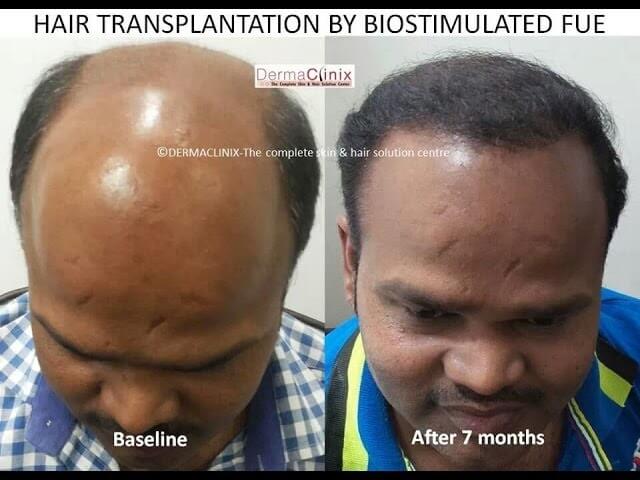 HAIR TRANSPLANTATION BY BIOSTIMULATED FUE
DermaClinix
The Complete Skin & Hair Solution Center
©DERMACLINIX-The complete skin & hair solution centre
Baseline
After 7 months